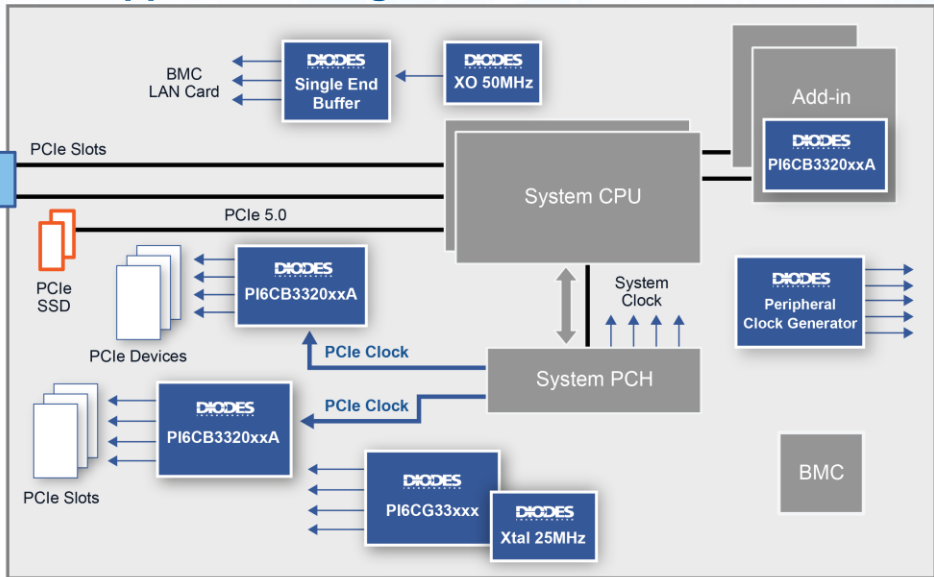 DIODES
Single End
Buffer
DIODES
XO 50MHz
BMC
LAN Card
Add-in
DIODES
PI6CB3320xxA
PCIe Slots
System CPU
PCIe 5.0
PCIe
SSD
DIODES
PI6CB3320xxA
PCIe Devices
System
Clock
DIODES
Peripheral
Clock Generator
PCIe Clock
System PCH
PCIe Clock
DIODES
PI6CB3320xxA
PCIe Slots
DIODES
PI6CG33xxx
DIODES
Xtal 25MHz
BMC